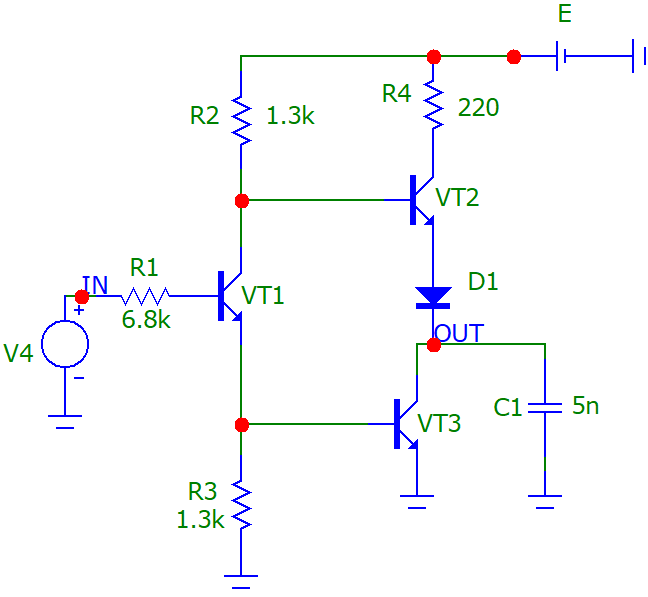 E
R4
220
R2
1.3k
VT2
IN
R1
VT1
D1
6.8k
+
OUT
V4
−
C1
5n
VT3
R3
1.3k